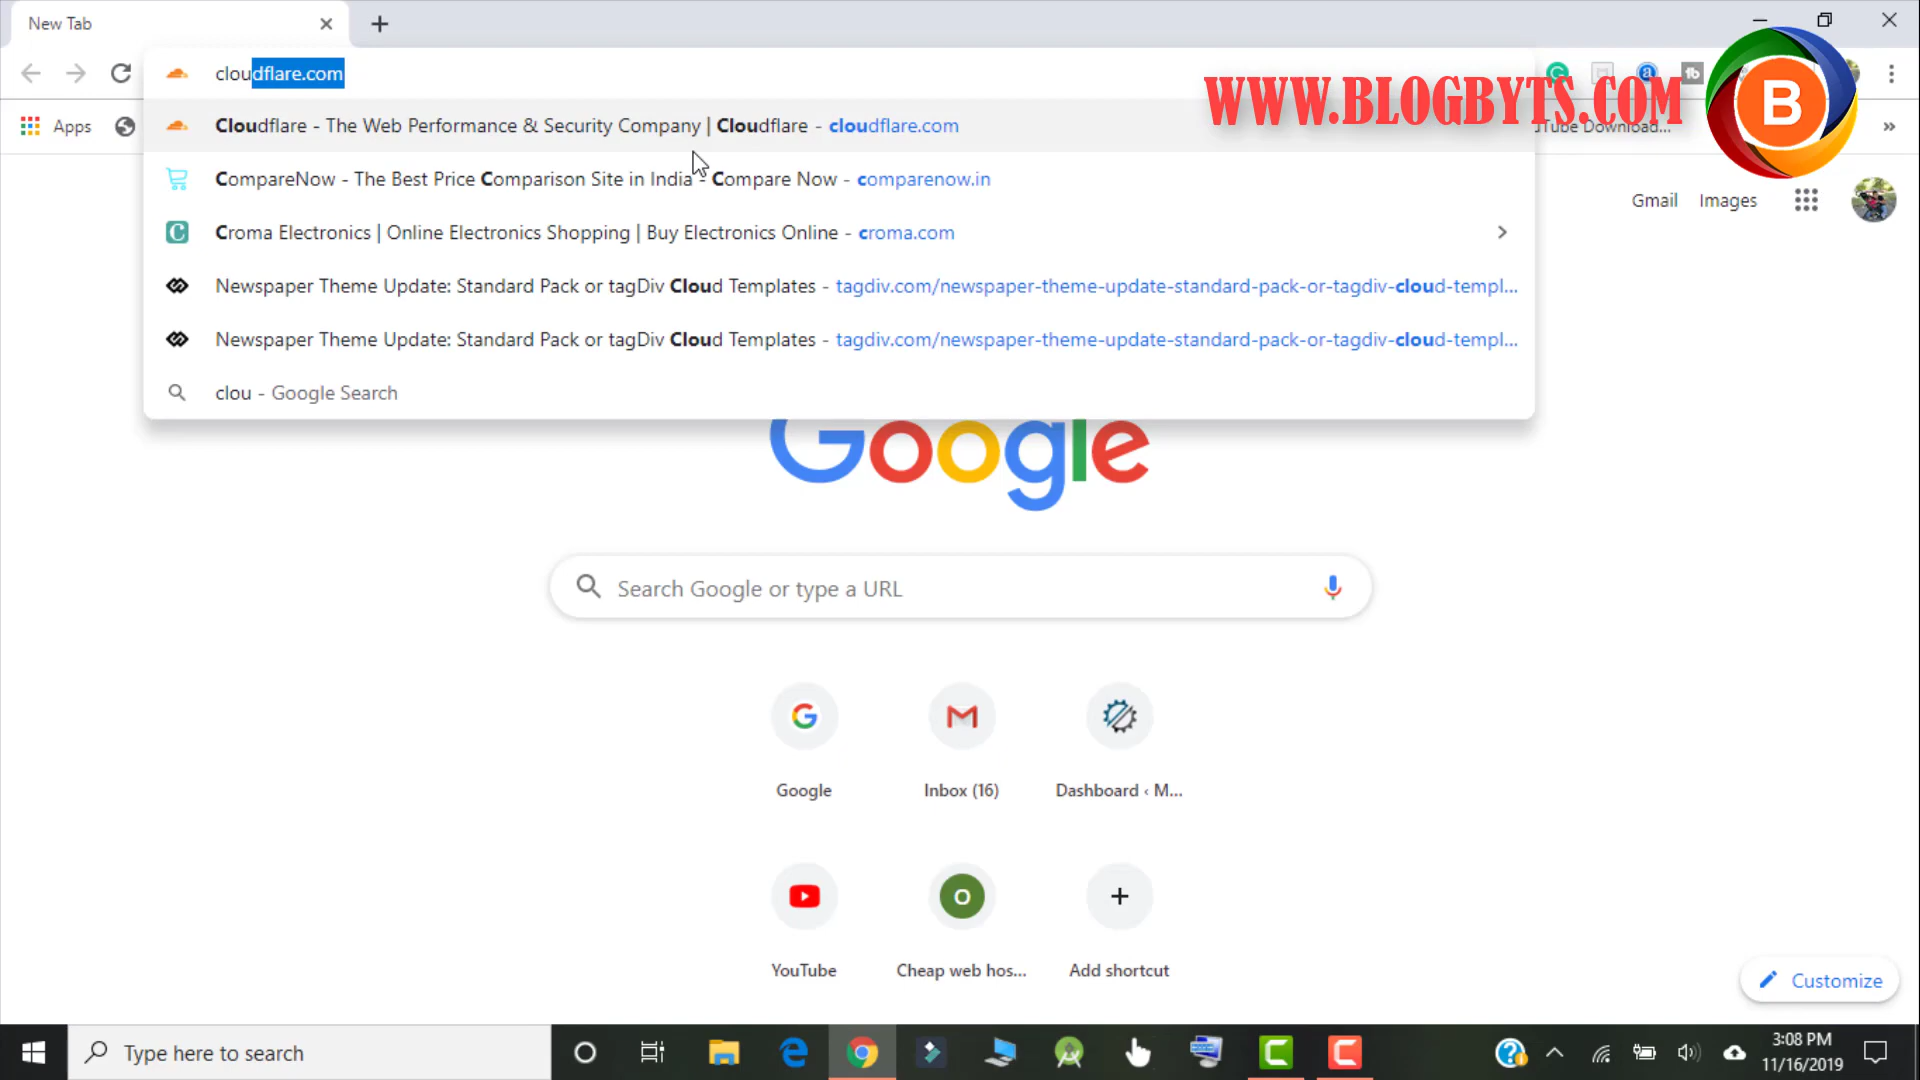 New Tab
cloudflare.com
Cloudflare - The Web Performance & Security Company | Cloudflare - cloudflare.com
WWW.BLOGBYTS.COM
B
Apps
uTube Download...
»
CompareNow - The Best Price Comparison Site in India - Compare Now - comparenow.in
Gmail Images
Croma Electronics | Online Electronics Shopping | Buy Electronics Online - croma.com
Newspaper Theme Update: Standard Pack or tagDiv Cloud Templates - tagdiv.com/newspaper-theme-update-standard-pack-or-tagdiv-cloud-templ...
Newspaper Theme Update: Standard Pack or tagDiv Cloud Templates - tagdiv.com/newspaper-theme-update-standard-pack-or-tagdiv-cloud-templ...
clou - Google Search
Google
Search Google or type a URL
Google
Inbox (16)
Dashboard ‹ M...
O
YouTube
Cheap web hos...
Add shortcut
Customize
Type here to search
3:08 PM
11/16/2019